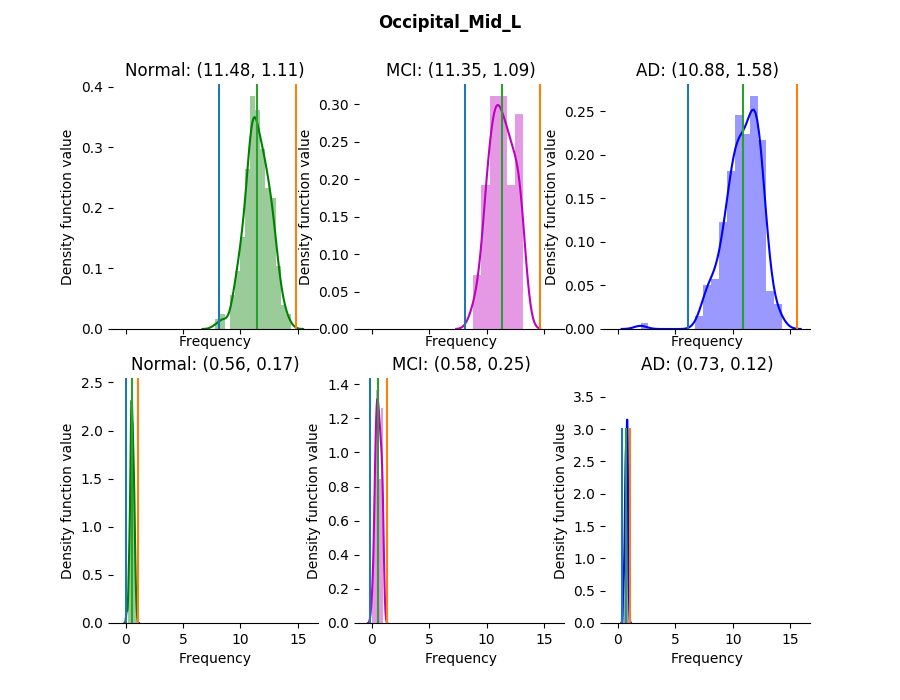 Occipital_Mid_L
Normal: (11.48, 1.11)
MCI: (11.35, 1.09)
AD: (10.88, 1.58)
Density function value
0.4
0.3
0.2
0.1
0.0
Frequency
Density function value
0.30
0.25
0.20
0.15
0.10
0.05
0.00
Frequency
Density function value
0.25
0.20
0.15
0.10
0.05
0.00
Frequency
Normal: (0.56, 0.17)
MCI: (0.58, 0.25)
AD: (0.73, 0.12)
Density function value
2.5
2.0
1.5
1.0
0.5
0.0
0 5 10 15
Frequency
Density function value
1.4
1.2
1.0
0.8
0.6
0.4
0.2
0.0
0 5 10 15
Frequency
Density function value
3.5
3.0
2.5
2.0
1.5
1.0
0.5
0.0
0 5 10 15
Frequency